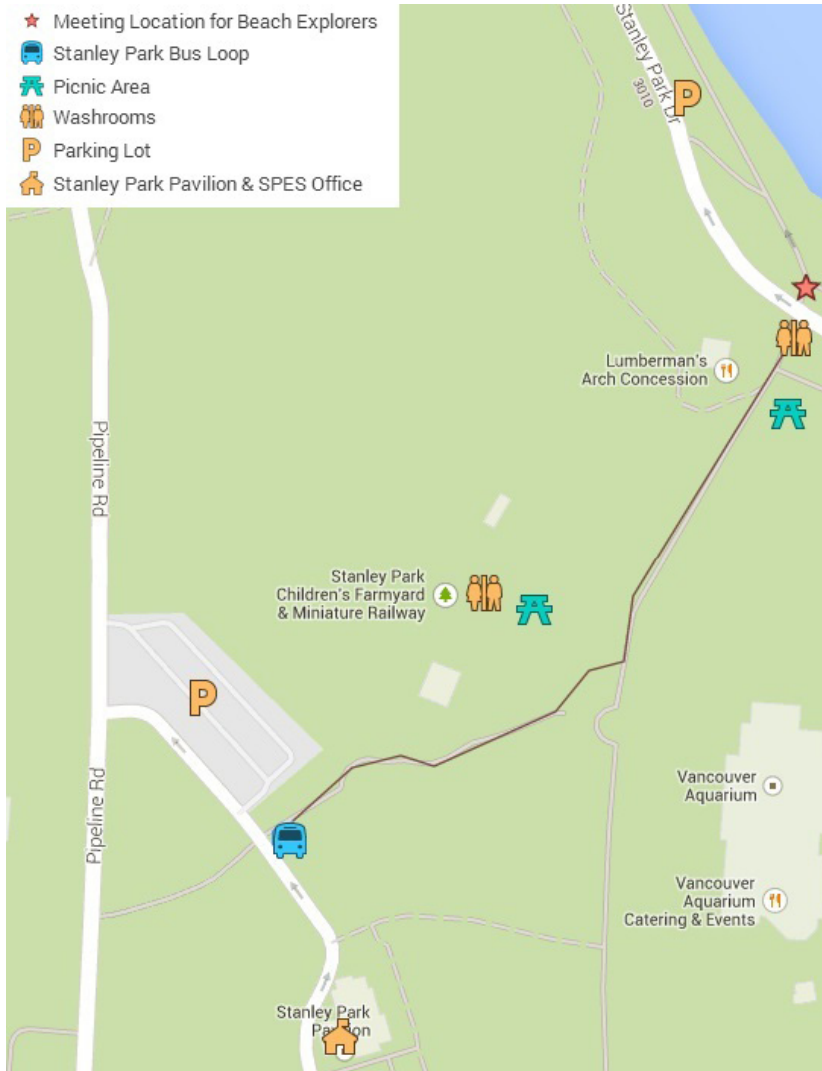 Meeting Location for Beach Explorers
Stanley Park Bus Loop
Picnic Area
Washrooms
P Parking Lot
Stanley Park Pavilion & SPES Office
Stanley Park Dr
3010
P
Lumberman's
Arch Concession
Pipeline Rd
Stanley Park
Children's Farmyard
& Miniature Railway
P
Pipeline Rd
Vancouver
Aquarium
Vancouver
Aquarium
Catering & Events
Stanley Park
Pavilion